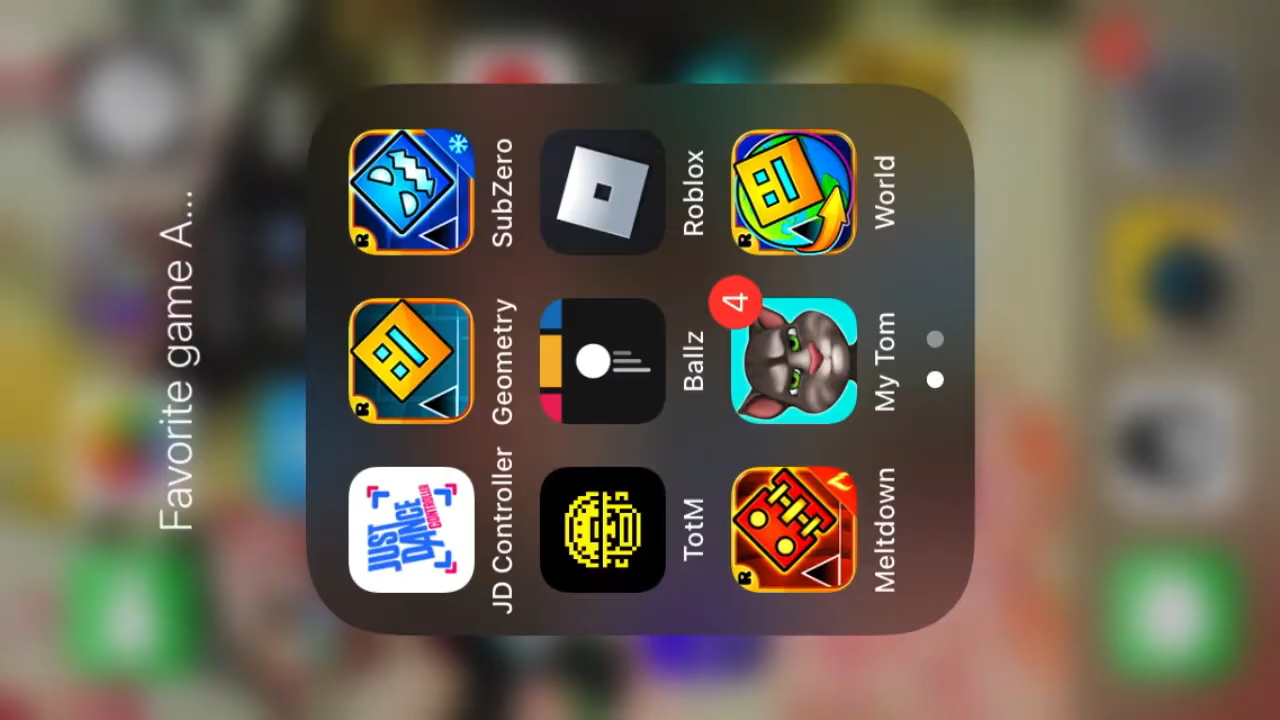 Favorite game A...
JUST
DANCE
CONTROLLER
JD Controller
Geometry
SubZero
TotM
Ballz
Roblox
Meltdown
4
My Tom
World